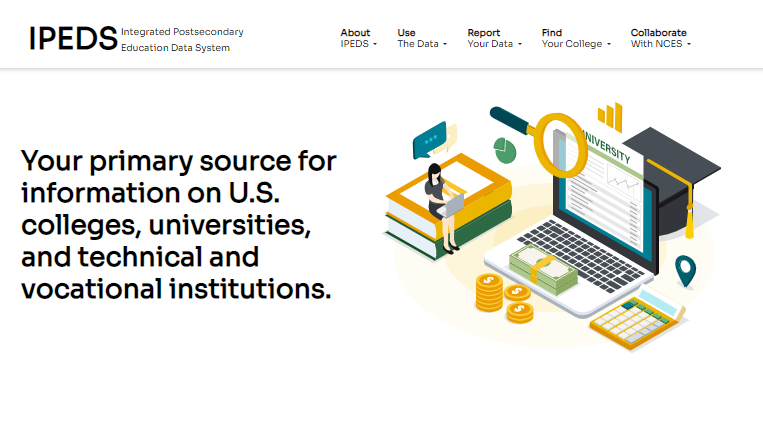 IPEDS
Integrated Postsecondary
Education Data System
About
IPEDS
Use
The Data
Report
Your Data
Find
Your College
Collaborate
With NCES
Your primary source for
information on U.S.
colleges, universities,
and technical and
vocational institutions.
UNIVERSITY